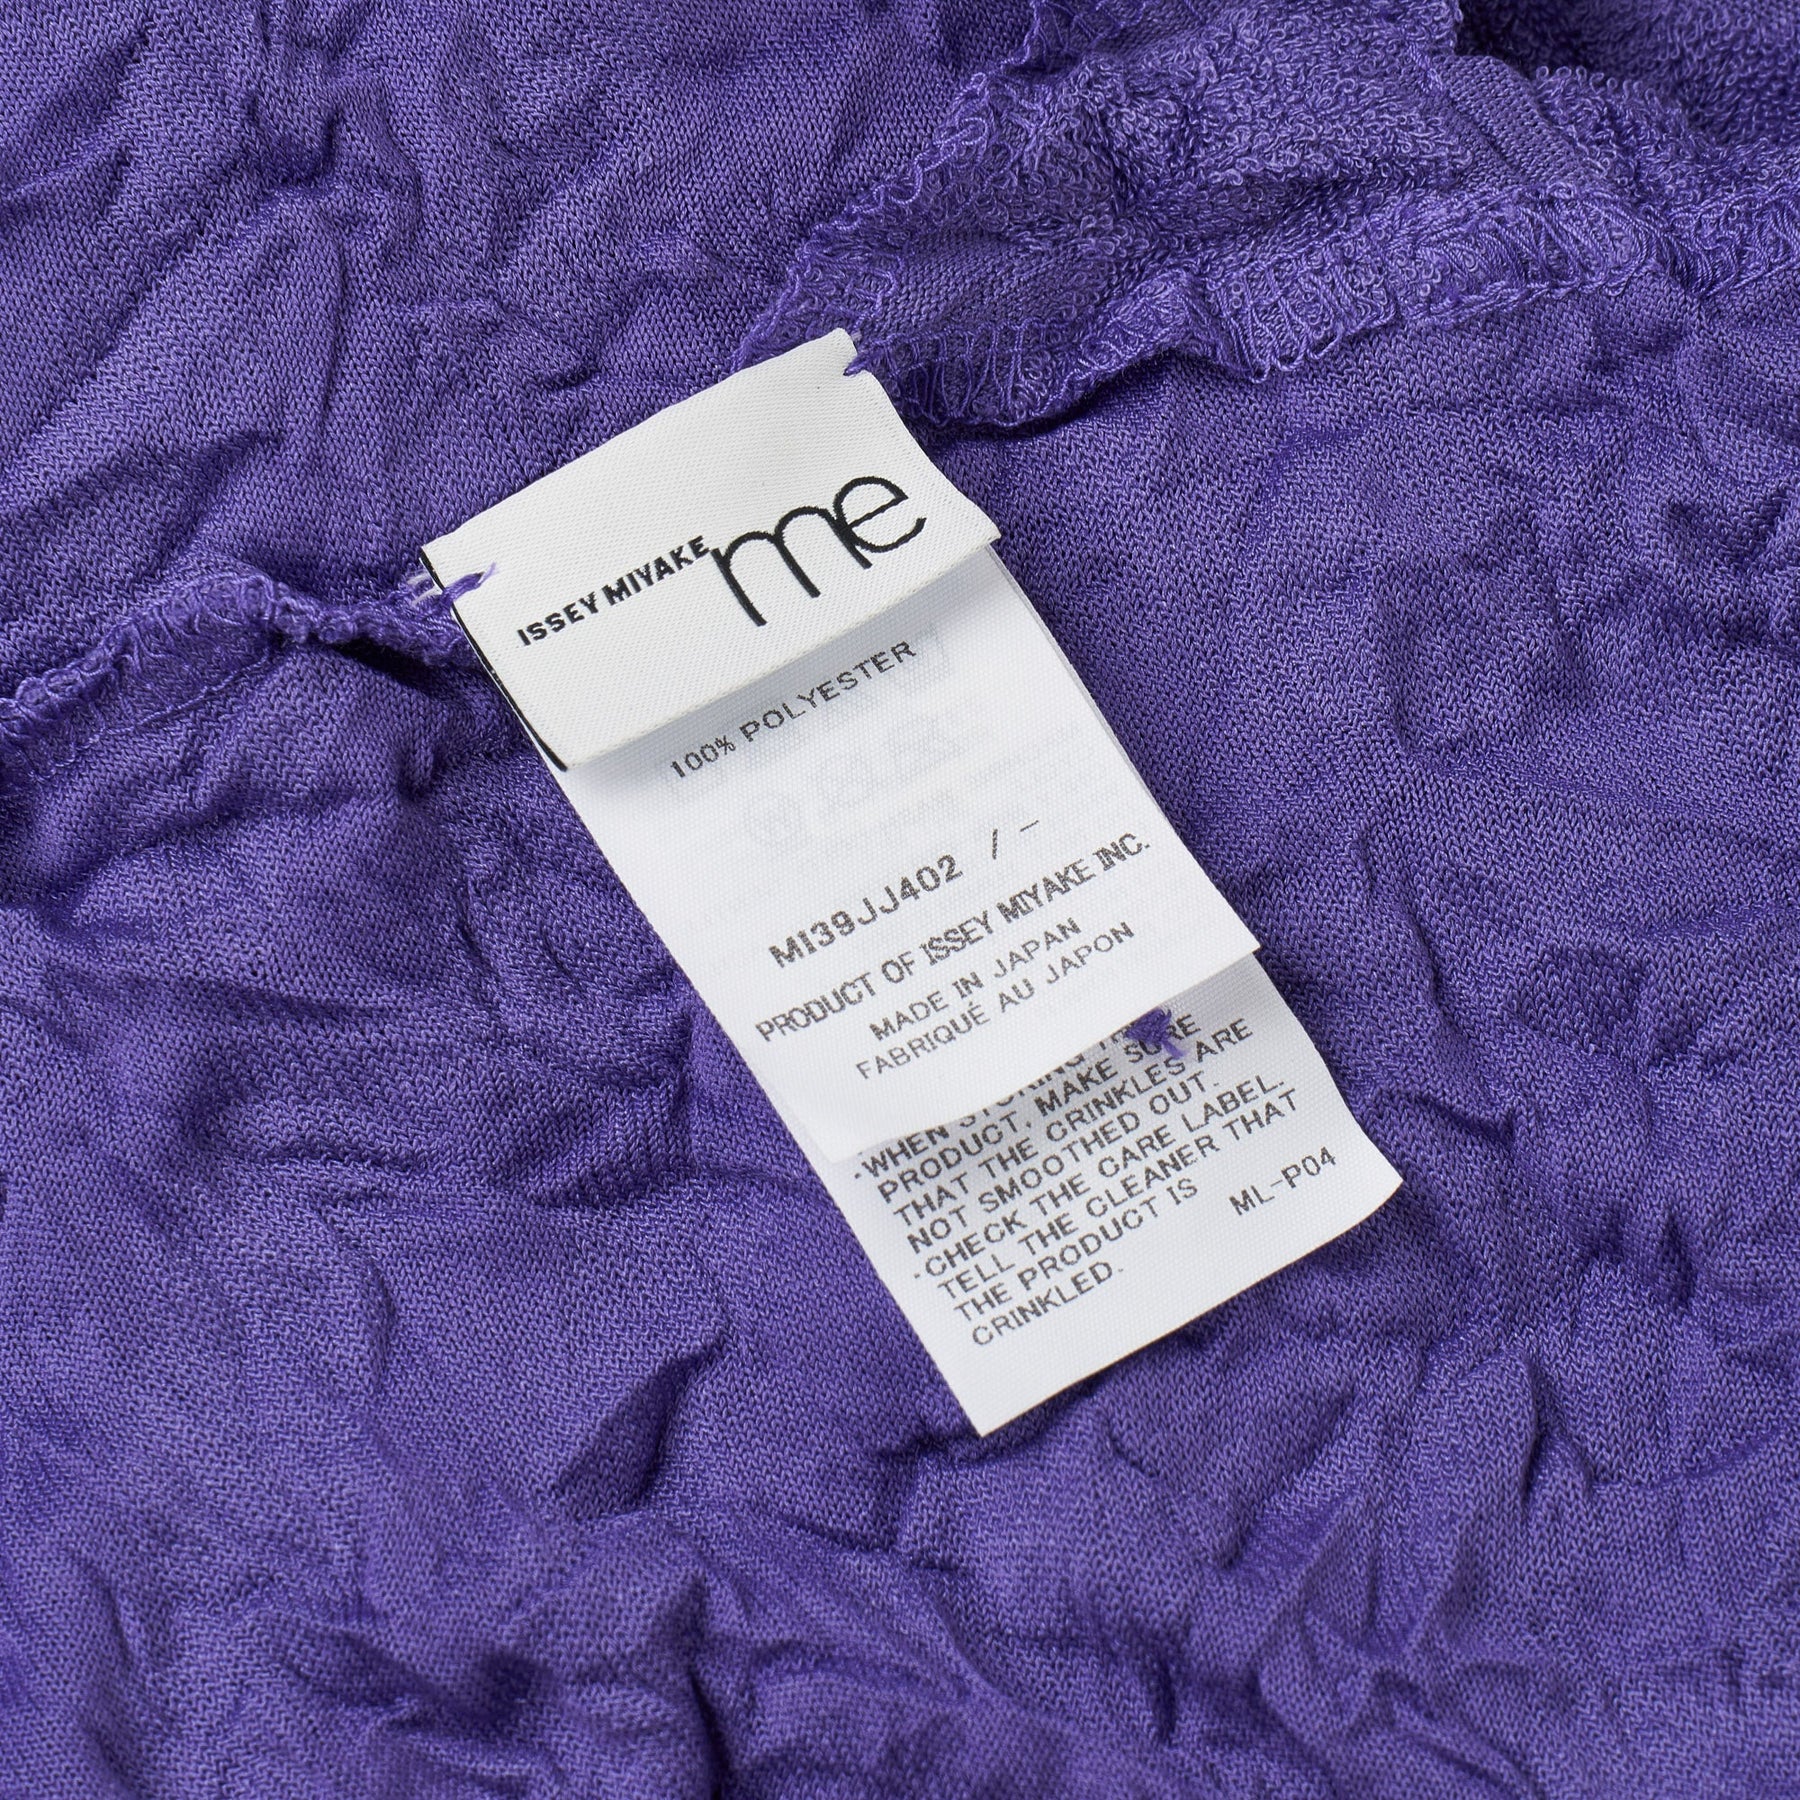 ISSEY MIYAKE me
100% POLYESTER
MI39JJ402 / -
PRODUCT OF ISSEY MIYAKE INC.
MADE IN JAPAN
FABRIQUÉ AU JAPON
·WHEN STORING
PRODUCT, MAKE SURE
THAT THE CRINKLES ARE
NOT SMOOTHED OUT.
·CHECK THE CARE LABEL.
TELL THE CLEANER THAT
THE PRODUCT IS
CRINKLED.
ML-P04